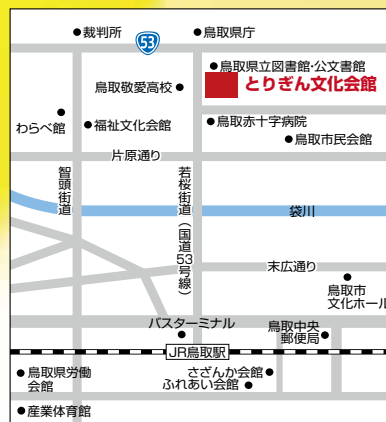 ●裁判所
53
●鳥取県庁
●鳥取県立図書館・公文書館
とりぎん文化会館
鳥取敬愛高校●
わらべ館
●福祉文化会館
●鳥取赤十字病院
●鳥取市民会館
片原通り
智頭街道
若桜街道（国道53号線）
袋川
末広通り
鳥取市
文化ホール
バスターミナル
鳥取中央
郵便局
JR鳥取駅
●鳥取県労働
会館
さざんか会館●
ふれあい会館●
●産業体育館